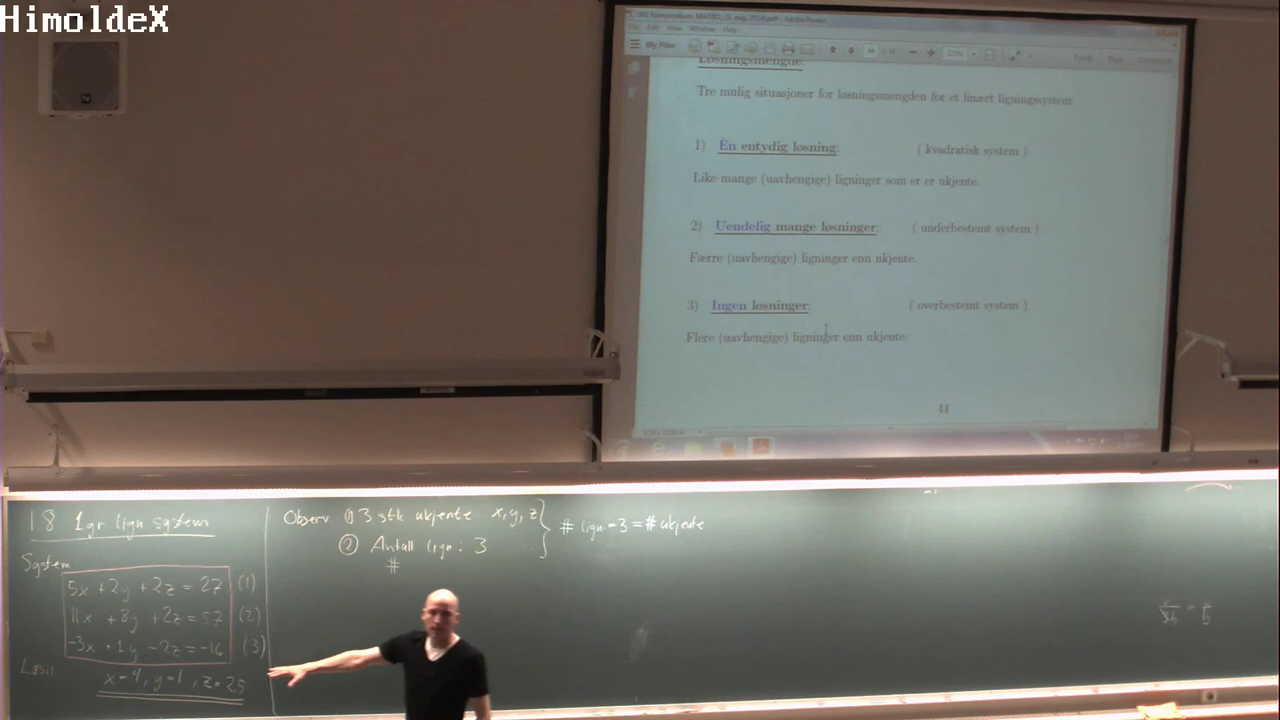 HimoldeX
Løsningsmengde:
Tre mulig situasjoner for løsningsmengden for et lineært ligningssystem:
1) Én entydig løsning: ( kvadratisk system )
Like mange (uavhengige) ligninger som er er ukjente.
2) Uendelig mange løsninger: ( underbestemt system )
Færre (uavhengige) ligninger enn ukjente.
3) Ingen løsninger: ( overbestemt system )
Flere (uavhengige) ligninger enn ukjente.
44
1.8 1gr lign system
System
5x + 2y + 2z = 27 (1)
11x + 8y + 2z = 57 (2)
-3x + 1y - 2z = -16 (3)
x=4, y=1, z=2.5
Observ ① 3 stk ukjente x, y, z
② Antall lign: 3
#
# lign = 3 = # ukjente